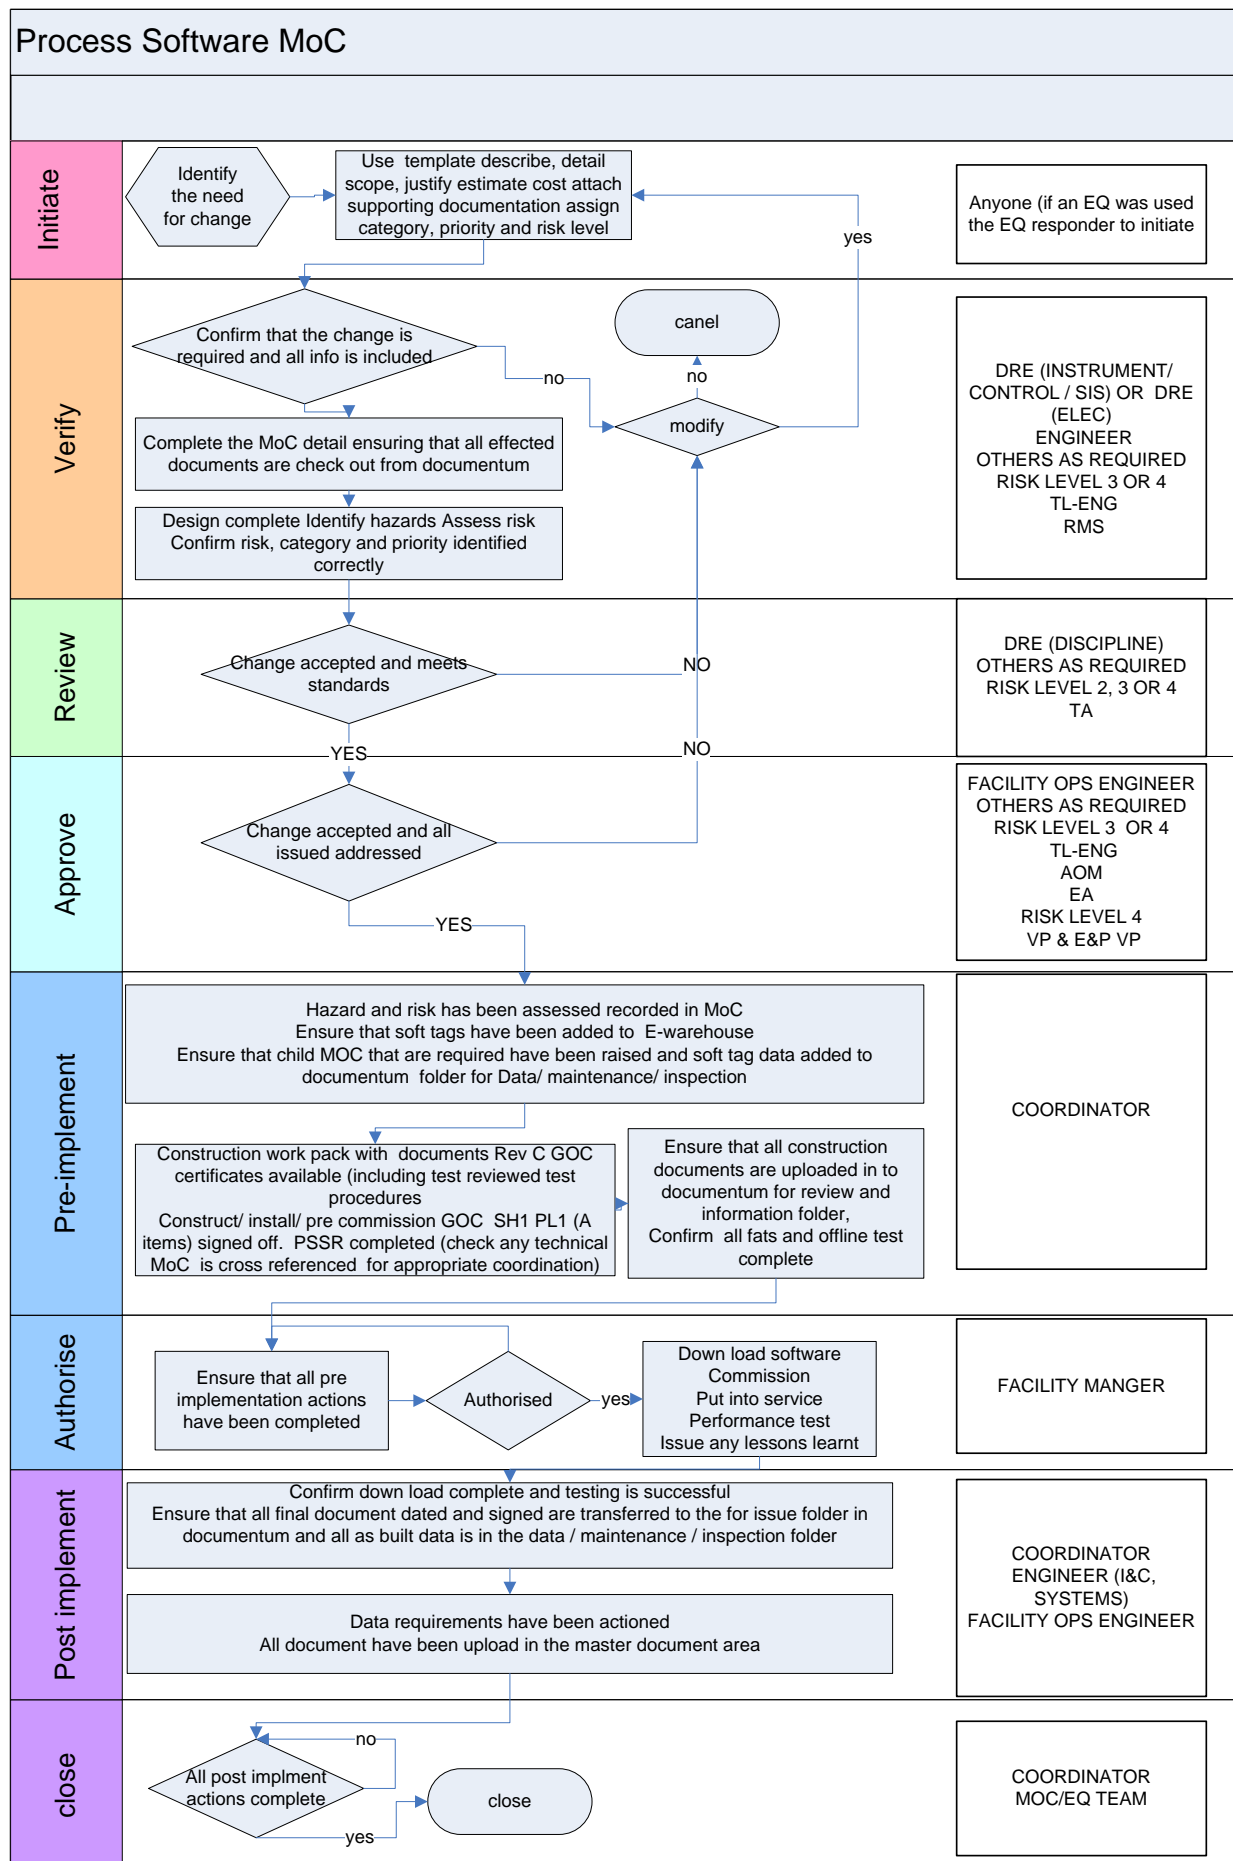 Process Software MoC
Initiate
Identify
the need
for change
Use template describe, detail
scope, justify estimate cost attach
supporting documentation assign
category, priority and risk level
yes
Anyone (if an EQ was used
the EQ responder to initiate
Verify
Confirm that the change is
required and all info is included
no
canel
no
modify
Complete the MoC detail ensuring that all effected
documents are check out from documentum
Design complete Identify hazards Assess risk
Confirm risk, category and priority identified
correctly
DRE (INSTRUMENT/
CONTROL / SIS) OR DRE
(ELEC)
ENGINEER
OTHERS AS REQUIRED
RISK LEVEL 3 OR 4
TL-ENG
RMS
Review
Change accepted and meets
standards
NO
YES
DRE (DISCIPLINE)
OTHERS AS REQUIRED
RISK LEVEL 2, 3 OR 4
TA
Approve
Change accepted and all
issued addressed
NO
YES
FACILITY OPS ENGINEER
OTHERS AS REQUIRED
RISK LEVEL 3 OR 4
TL-ENG
AOM
EA
RISK LEVEL 4
VP & E&P VP
Pre-implement
Hazard and risk has been assessed recorded in MoC
Ensure that soft tags have been added to E-warehouse
Ensure that child MOC that are required have been raised and soft tag data added to
documentum folder for Data/ maintenance/ inspection
Construction work pack with documents Rev C GOC
certificates available (including test reviewed test
procedures
Construct/ install/ pre commission GOC SH1 PL1 (A
items) signed off. PSSR completed (check any technical
MoC is cross referenced for appropriate coordination)
Ensure that all construction
documents are uploaded in to
documentum for review and
information folder,
Confirm all fats and offline test
complete
COORDINATOR
Authorise
Ensure that all pre
implementation actions
have been completed
Authorised
yes
Down load software
Commission
Put into service
Performance test
Issue any lessons learnt
FACILITY MANGER
Post implement
Confirm down load complete and testing is successful
Ensure that all final document dated and signed are transferred to the for issue folder in
documentum and all as built data is in the data / maintenance / inspection folder
Data requirements have been actioned
All document have been upload in the master document area
COORDINATOR
ENGINEER (I&C,
SYSTEMS)
FACILITY OPS ENGINEER
close
no
All post implment
actions complete
yes
close
COORDINATOR
MOC/EQ TEAM